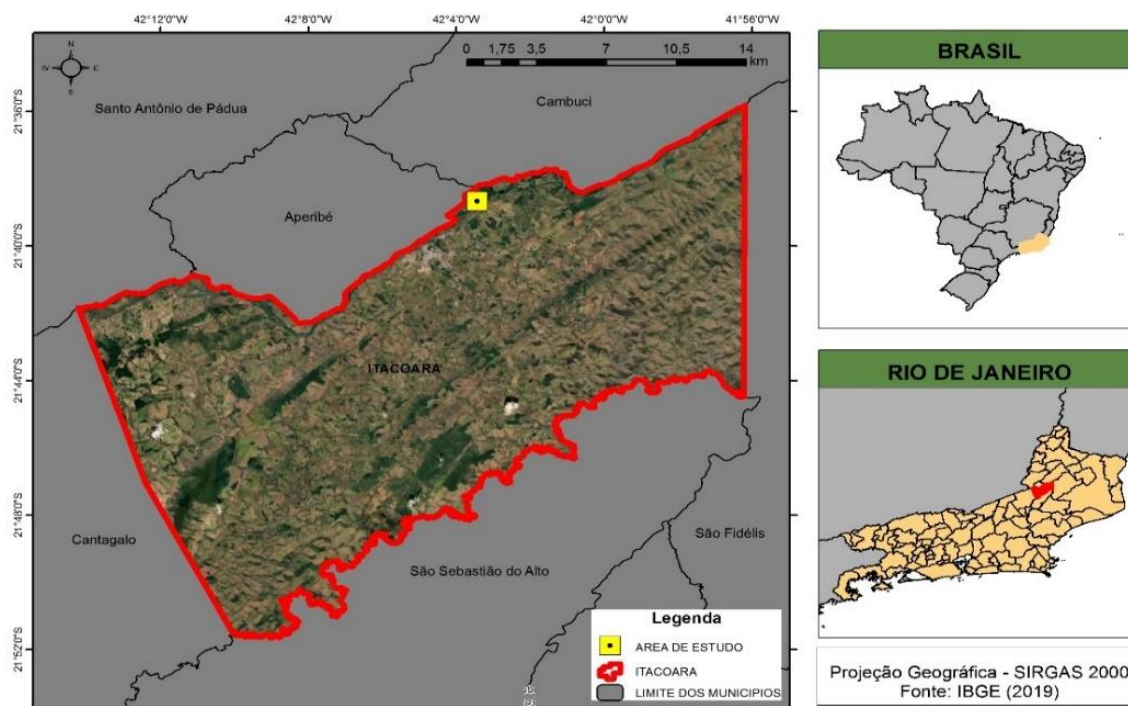 42°12'0"W 42°8'0"W 42°4'0"W 42°0'0"W 41°56'0"W
N
W E
S
0 1,75 3,5 7 10,5 14
km
Santo Antônio de Pádua
Cambuci
Aperibé
ITACOARA
Cantagalo
São Sebastião do Alto
São Fidélis
21°36'0"S
21°40'0"S
21°44'0"S
21°48'0"S
21°52'0"S
Legenda
AREA DE ESTUDO
ITACOARA
LIMITE DOS MUNICIPIOS
BRASIL
RIO DE JANEIRO
Projeção Geográfica - SIRGAS 2000
Fonte: IBGE (2019)